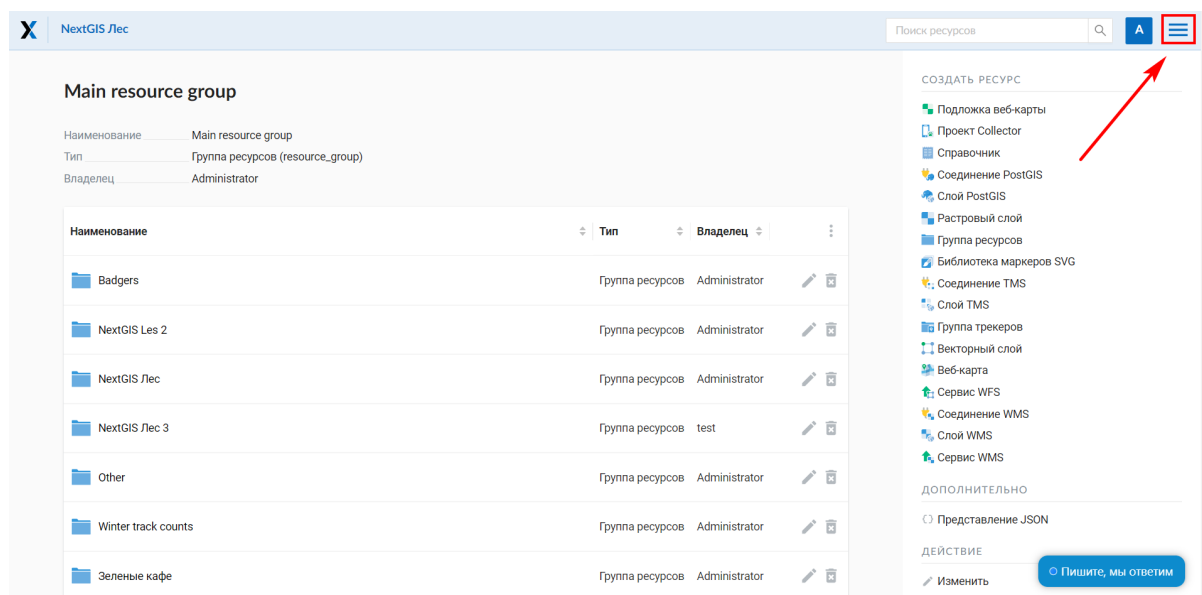 NextGIS Лес
Поиск ресурсов
A
Main resource group
Наименование Main resource group
Тип Группа ресурсов (resource_group)
Владелец Administrator
Наименование Тип Владелец
Badgers Группа ресурсов Administrator
NextGIS Les 2 Группа ресурсов Administrator
NextGIS Лес Группа ресурсов Administrator
NextGIS Лес 3 Группа ресурсов test
Other Группа ресурсов Administrator
Winter track counts Группа ресурсов Administrator
Зеленые кафе Группа ресурсов Administrator
СОЗДАТЬ РЕСУРС
Подложка веб-карты
Проект Collector
Справочник
Соединение PostGIS
Слой PostGIS
Растровый слой
Группа ресурсов
Библиотека маркеров SVG
Соединение TMS
Слой TMS
Группа трекеров
Векторный слой
Веб-карта
Сервис WFS
Соединение WMS
Слой WMS
Сервис WMS
ДОПОЛНИТЕЛЬНО
Представление JSON
ДЕЙСТВИЕ
Изменить
Пишите, мы ответим